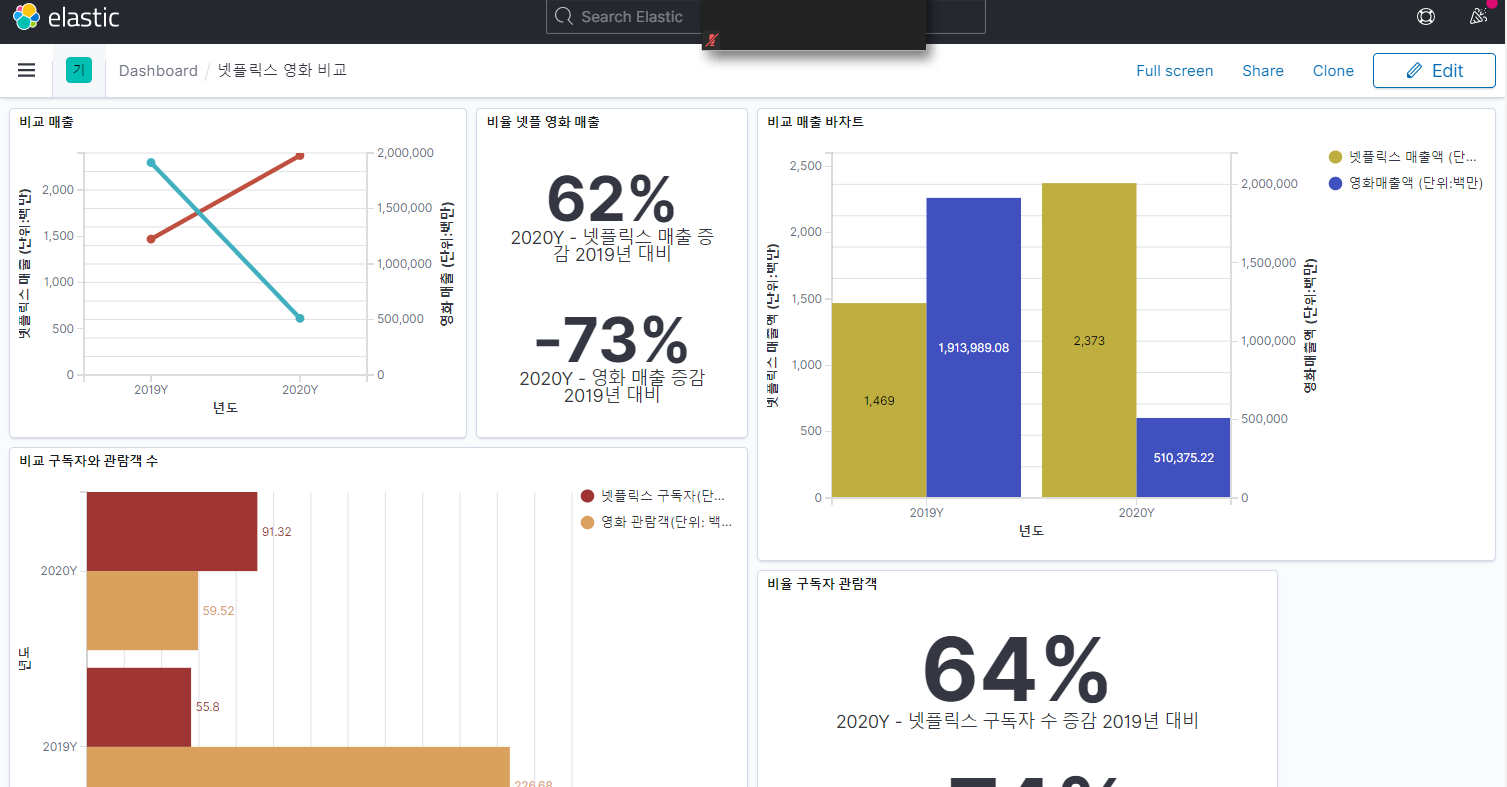 elastic
Search Elastic
기
Dashboard / 넷플릭스 영화 비교
Full screen
Share
Clone
Edit
비교 매출
넷플릭스 매출 (단위:백만)
2,000
1,500
1,000
500
0
2,000,000
1,500,000
1,000,000
500,000
0
영화 매출 (단위:백만)
2019Y
2020Y
년도
비율 넷플 영화 매출
62%
2020Y - 넷플릭스 매출 증
감 2019년 대비
-73%
2020Y - 영화 매출 증감
2019년 대비
비교 매출 바차트
넷플릭스 매출액 (단위:백만)
2,500
2,000
1,500
1,000
500
0
1,469
1,913,989.08
2,373
510,375.22
2,000,000
1,500,000
1,000,000
500,000
0
영화매출액 (단위:백만)
2019Y
2020Y
년도
넷플릭스 매출액 (단...
영화매출액 (단위:백만)
비교 구독자와 관람객 수
년도
2020Y
91.32
59.52
2019Y
55.8
226.68
넷플릭스 구독자(단...
영화 관람객(단위: 백...
비율 구독자 관람객
64%
2020Y - 넷플릭스 구독자 수 증감 2019년 대비